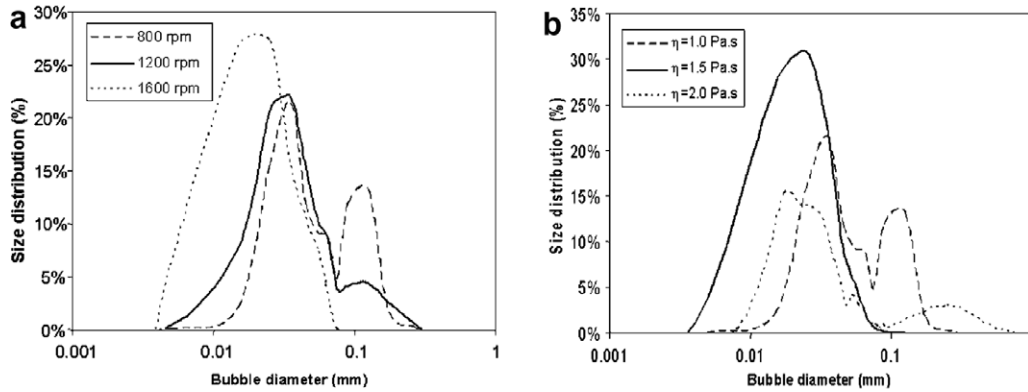 a
800 rpm
1200 rpm
1600 rpm
30%
25%
20%
15%
10%
5%
0%
Size distribution (%)
0.001
0.01
0.1
1
Bubble diameter (mm)
b
η=1.0 Pa.s
η=1.5 Pa.s
η=2.0 Pa.s
35%
30%
25%
20%
15%
10%
5%
0%
Size distribution (%)
0.001
0.01
0.1
Bubble diameter (mm)